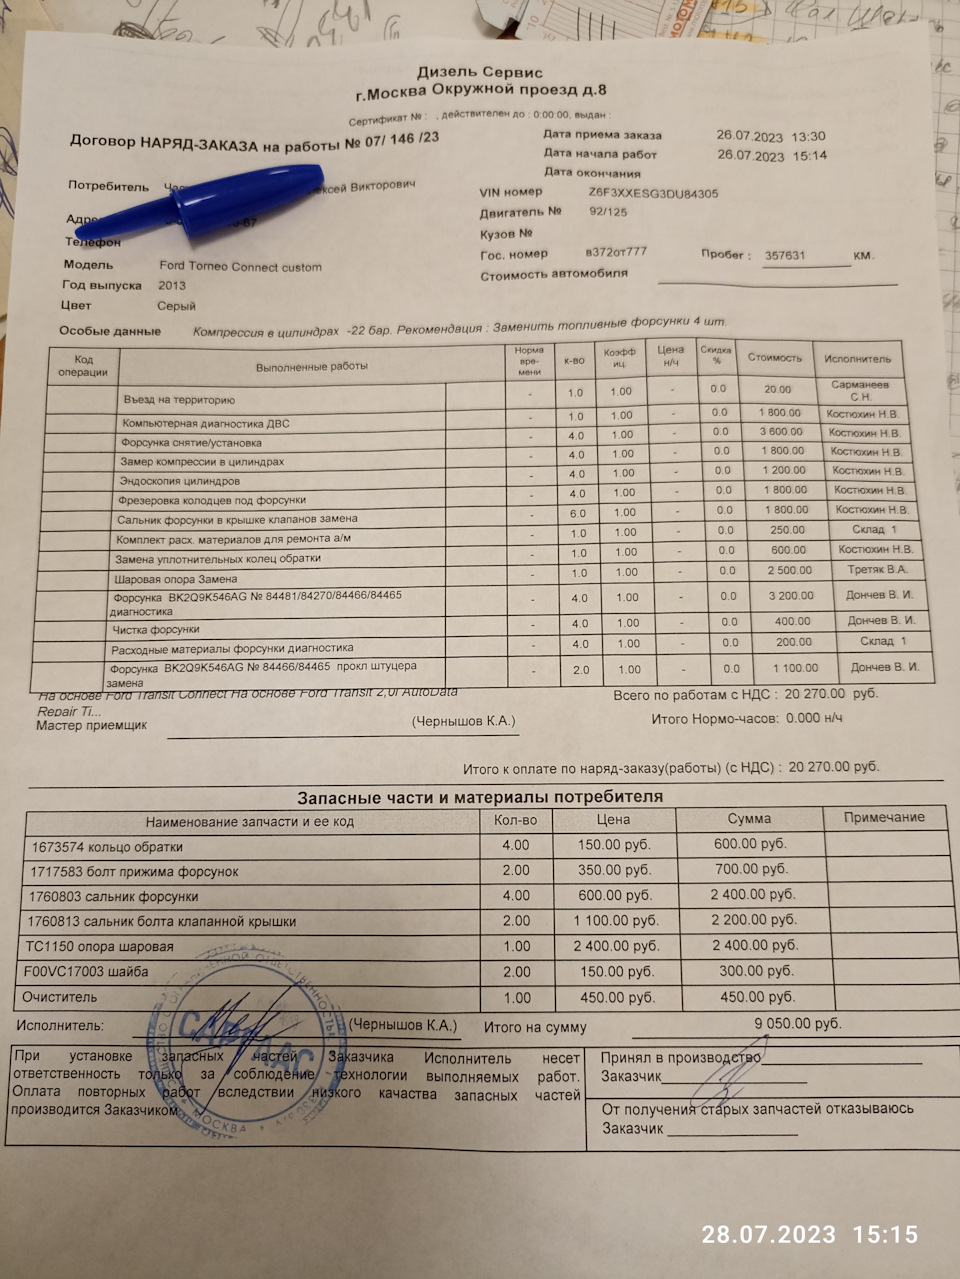 Дизель Сервис
г.Москва Окружной проезд д.8
Сертификат № : , действителен до : 0:00:00, выдан :
Договор НАРЯД-ЗАКАЗА на работы № 07/ 146 /23
Дата приема заказа 26.07.2023 13:30
Дата начала работ 26.07.2023 15:14
Дата окончания
Потребитель Викторович
VIN номер Z6F3XXESG3DU84305
Двигатель № 92/125
Телефон
Кузов №
Гос. номер в372от777 Пробег : 357631 КМ.
Модель Ford Torneo Connect custom
Стоимость автомобиля
Год выпуска 2013
Цвет Серый
Особые данные Компрессия в цилиндрах -22 бар. Рекомендация : Заменить топливные форсунки 4 шт.
Код операции Выполненные работы Норма вре- мени к-во Коэфф иц. Цена н/ч Скидка % Стоимость Исполнитель
Въезд на территорию - 1.0 1.00 - 0.0 20.00 Сарманеев С.Н.
Компьютерная диагностика ДВС - 1.0 1.00 - 0.0 1 800.00 Костюхин Н.В.
Форсунка снятие/установка - 4.0 1.00 - 0.0 3 600.00 Костюхин Н.В.
Замер компрессии в цилиндрах - 4.0 1.00 - 0.0 1 800.00 Костюхин Н.В.
Эндоскопия цилиндров - 4.0 1.00 - 0.0 1 200.00 Костюхин Н.В.
Фрезеровка колодцев под форсунки - 4.0 1.00 - 0.0 1 800.00 Костюхин Н.В.
Сальник форсунки в крышке клапанов замена - 6.0 1.00 - 0.0 1 800.00 Костюхин Н.В.
Комплект расх. материалов для ремонта а/м - 1.0 1.00 - 0.0 250.00 Склад 1
Замена уплотнительных колец обратки - 1.0 1.00 - 0.0 600.00 Костюхин Н.В.
Шаровая опора Замена - 1.0 1.00 - 0.0 2 500.00 Третяк В.А.
Форсунка BK2Q9K546AG № 84481/84270/84466/84465 диагностика - 4.0 1.00 - 0.0 3 200.00 Дончев В. И.
Чистка форсунки - 4.0 1.00 - 0.0 400.00 Дончев В. И.
Расходные материалы форсунки диагностика - 4.0 1.00 - 0.0 200.00 Склад 1
Форсунка BK2Q9K546AG № 84466/84465 прокл штуцера замена - 2.0 1.00 - 0.0 1 100.00 Дончев В. И.
На основе Ford Transit Connect На основе Ford Transit 2,0l AutoData
Repair Ti...
Всего по работам с НДС : 20 270.00 руб.
Мастер приемщик (Чернышов К.А.)
Итого Нормо-часов: 0.000 н/ч
Итого к оплате по наряд-заказу(работы) (с НДС) : 20 270.00 руб.
Запасные части и материалы потребителя
Наименование запчасти и ее код Кол-во Цена Сумма Примечание
1673574 кольцо обратки 4.00 150.00 руб. 600.00 руб.
1717583 болт прижима форсунок 2.00 350.00 руб. 700.00 руб.
1760803 сальник форсунки 4.00 600.00 руб. 2 400.00 руб.
1760813 сальник болта клапанной крышки 2.00 1 100.00 руб. 2 200.00 руб.
TC1150 опора шаровая 1.00 2 400.00 руб. 2 400.00 руб.
F00VC17003 шайба 2.00 150.00 руб. 300.00 руб.
Очиститель 1.00 450.00 руб. 450.00 руб.
Исполнитель: (Чернышов К.А.) Итого на сумму 9 050.00 руб.
При установке запасных частей Заказчика Исполнитель несет
ответственность только за соблюдение технологии выполняемых работ.
Оплата повторных работ вследствии низкого качаства запасных частей
производится Заказчиком.
Принял в производство
Заказчик
От получения старых запчастей отказываюсь
Заказчик
МОСКВА
28.07.2023 15:15